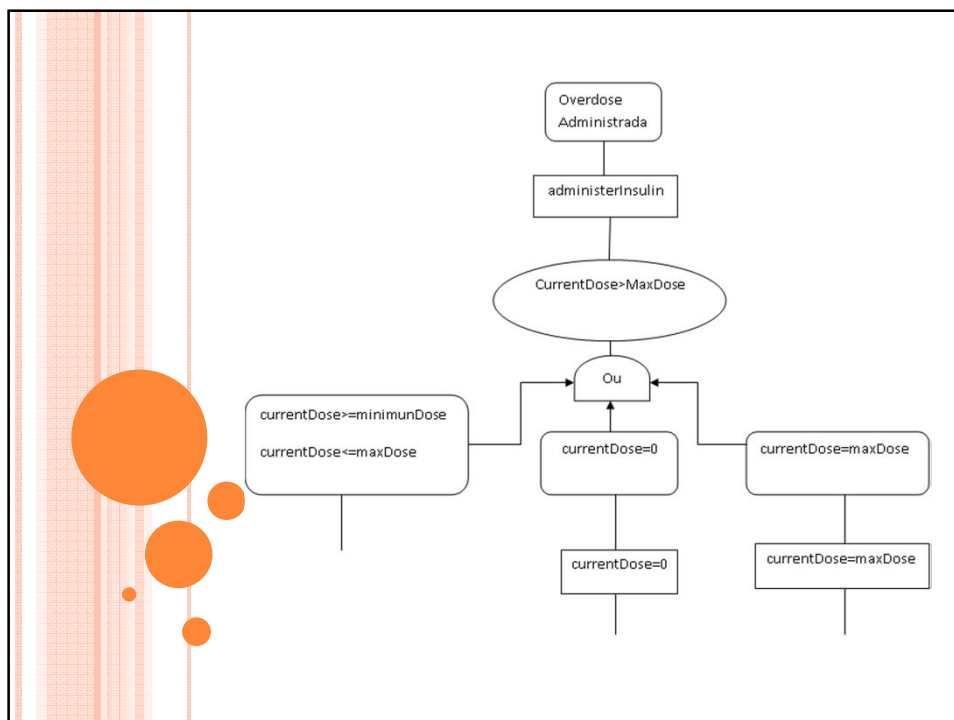 Overdose
Administrada
administerInsulin
CurrentDose>MaxDose
Ou
currentDose>=minimunDose
currentDose<=maxDose
currentDose=0
currentDose=maxDose
currentDose=0
currentDose=maxDose